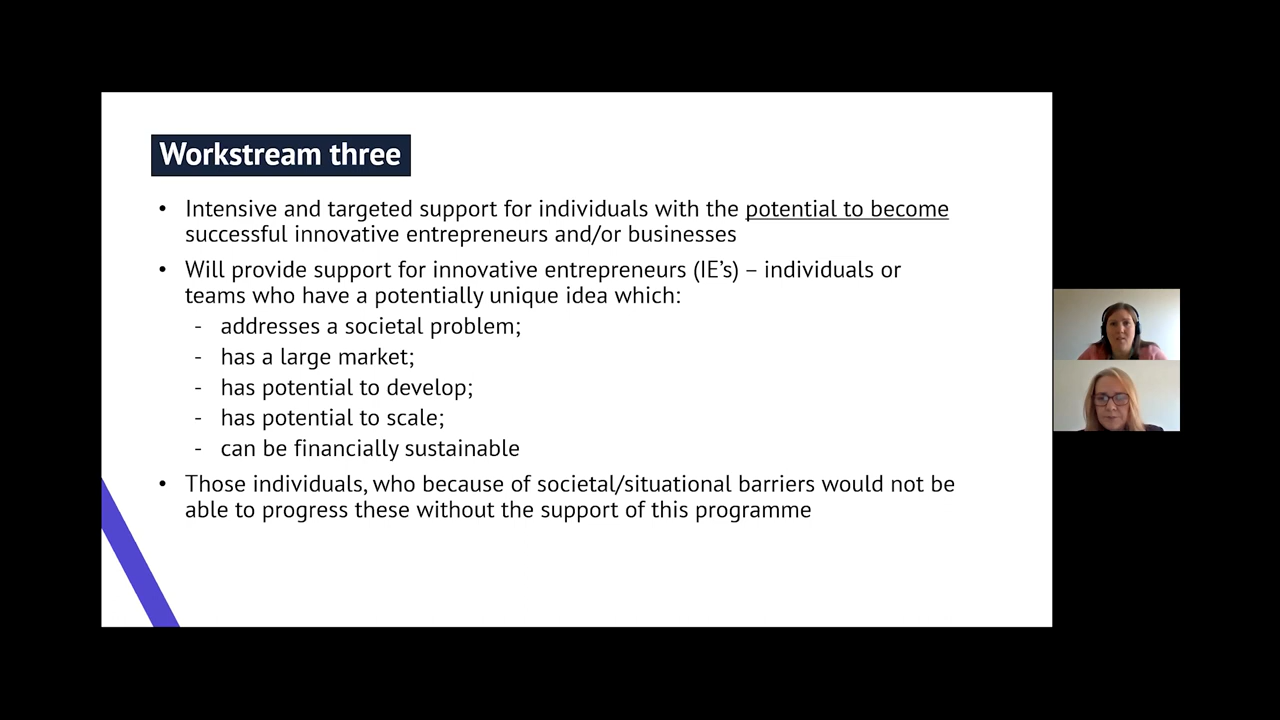 Workstream three
• Intensive and targeted support for individuals with the potential to become
successful innovative entrepreneurs and/or businesses
• Will provide support for innovative entrepreneurs (IE’s) – individuals or
teams who have a potentially unique idea which:
- addresses a societal problem;
- has a large market;
- has potential to develop;
- has potential to scale;
- can be financially sustainable
• Those individuals, who because of societal/situational barriers would not be
able to progress these without the support of this programme